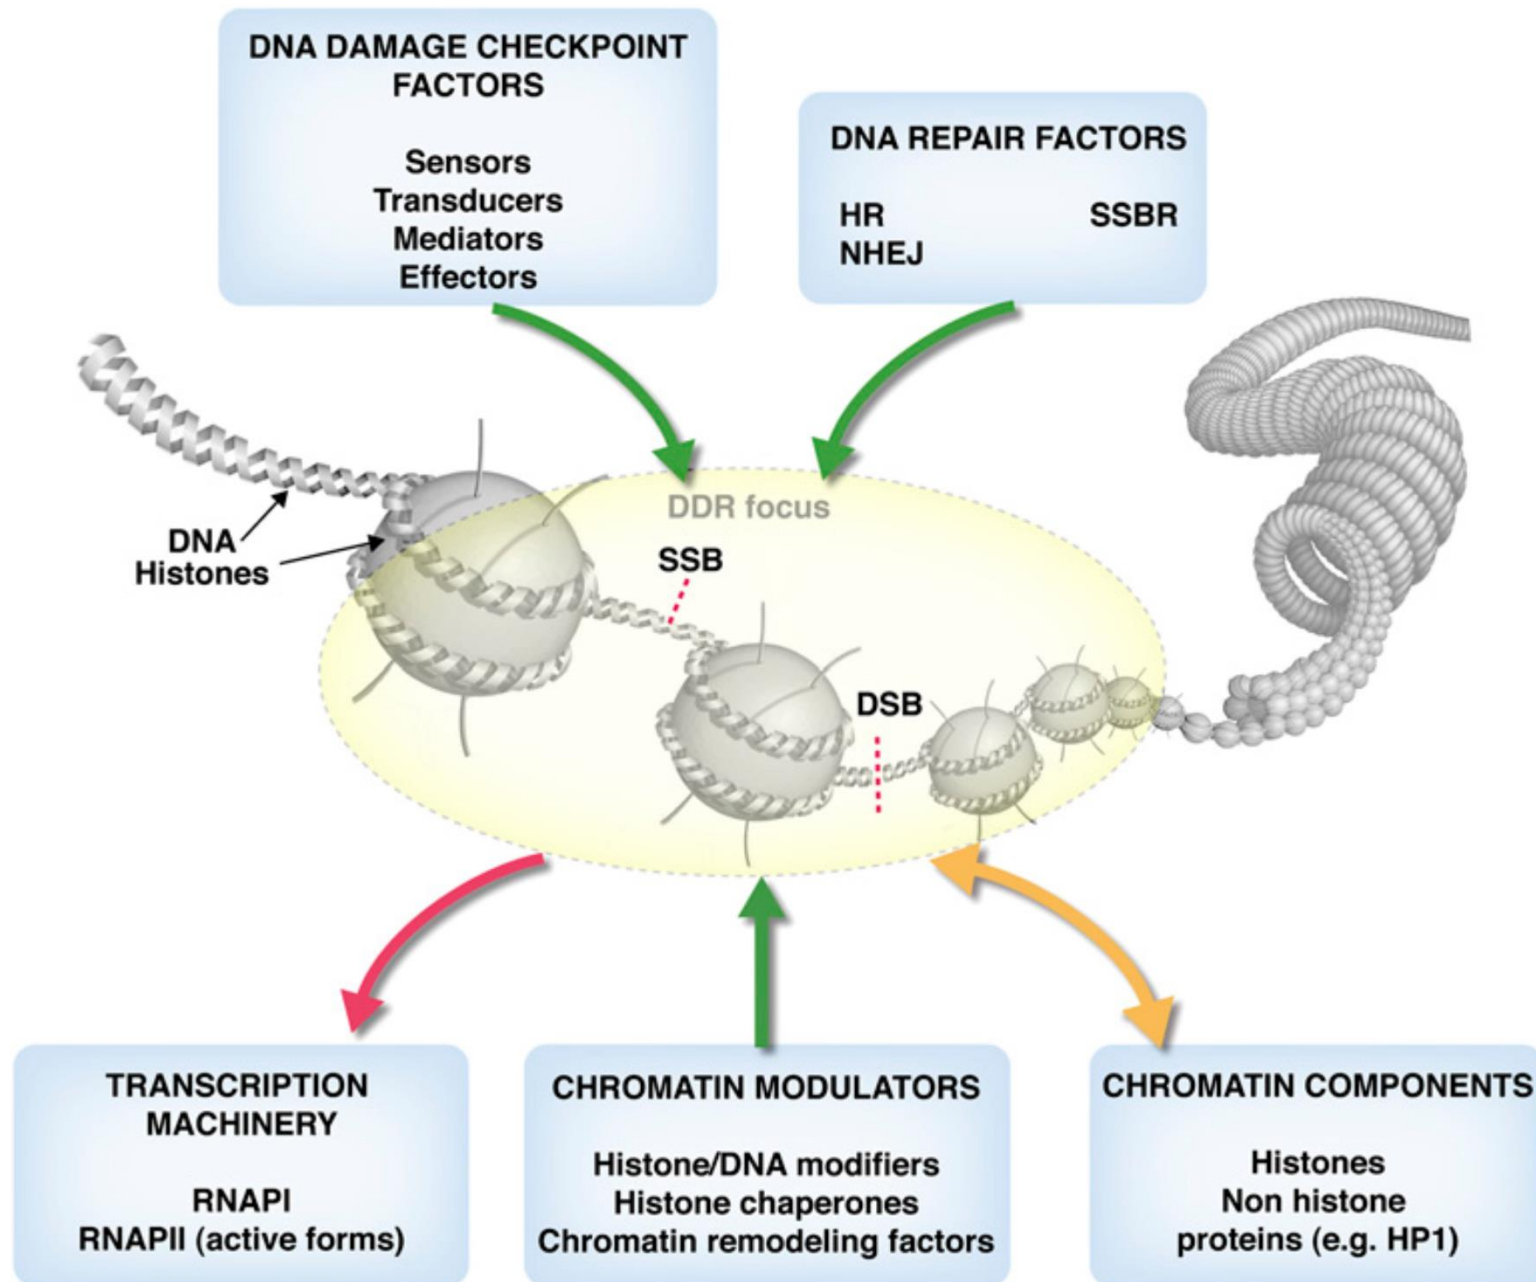 DNA DAMAGE CHECKPOINT
FACTORS
Sensors
Transducers
Mediators
Effectors
DNA REPAIR FACTORS
HR SSBR
NHEJ
DDR focus
DNA
Histones
SSB
DSB
TRANSCRIPTION
MACHINERY
RNAPI
RNAPII (active forms)
CHROMATIN MODULATORS
Histone/DNA modifiers
Histone chaperones
Chromatin remodeling factors
CHROMATIN COMPONENTS
Histones
Non histone
proteins (e.g. HP1)